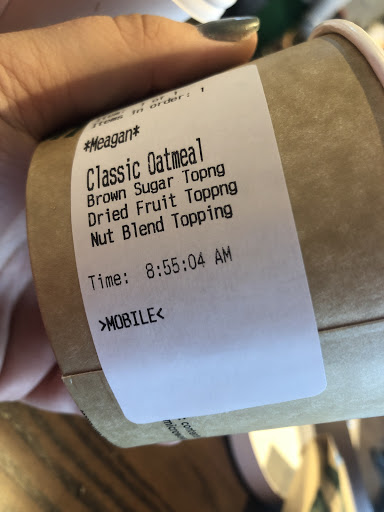 Items in order: 1
*Meagan*
Classic Oatmeal
Brown Sugar Topng
Dried Fruit Toppng
Nut Blend Topping
Time: 8:55:04 AM
>MOBILE<